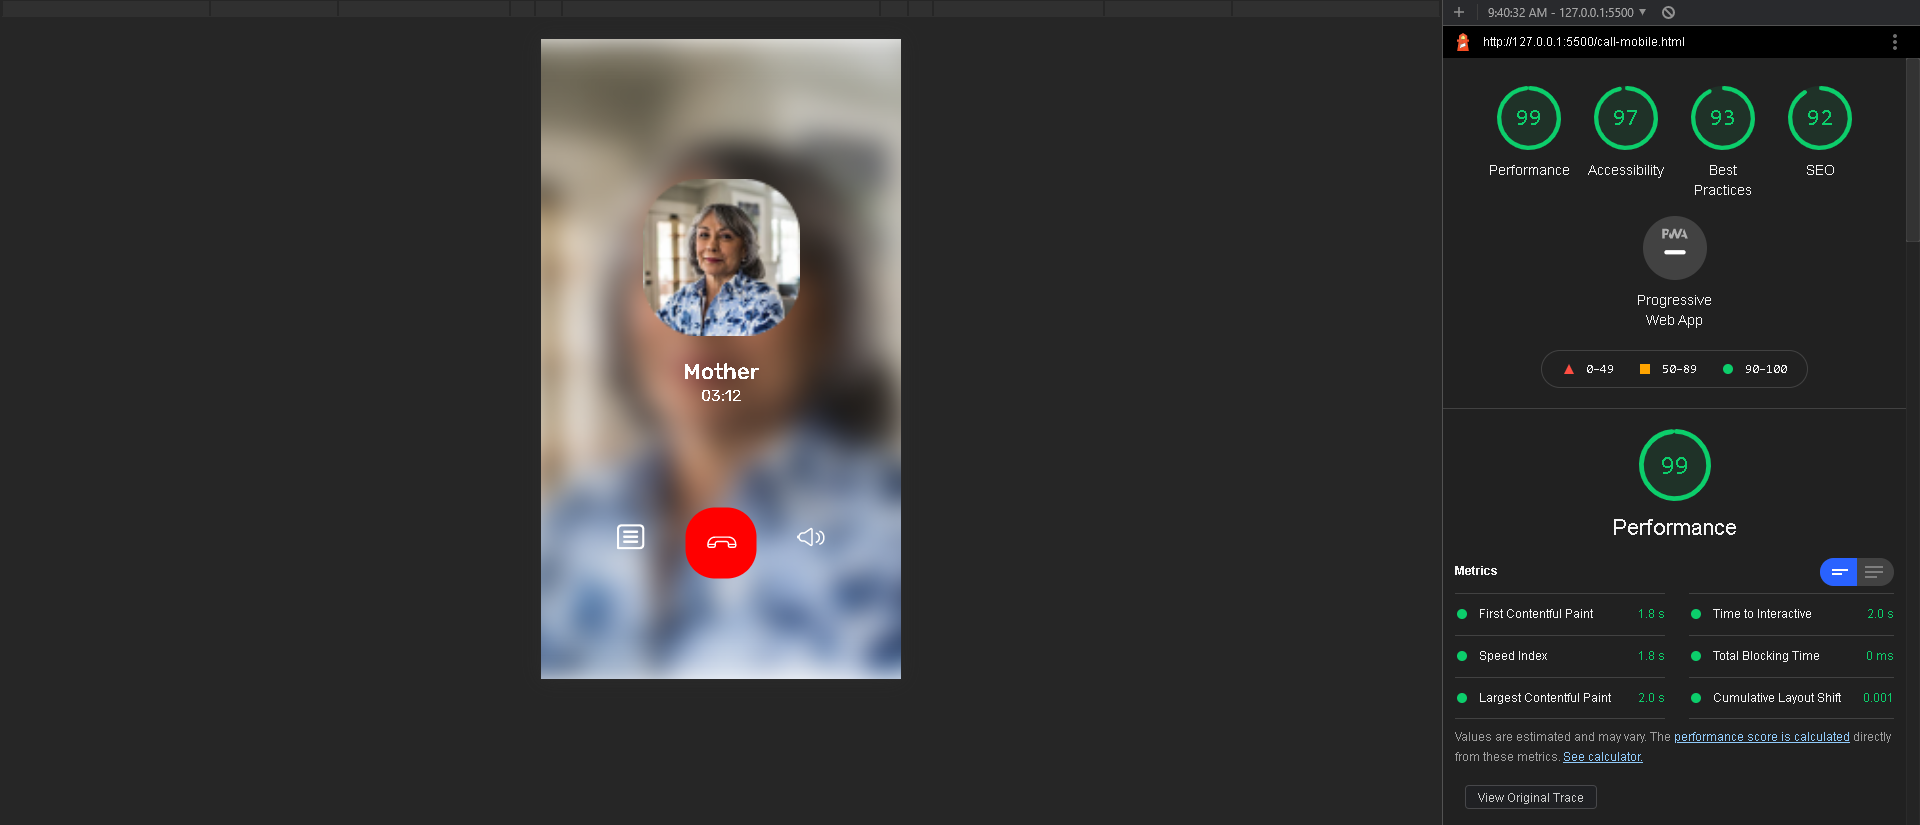 9:40:32 AM - 127.0.0.1:5500
http://127.0.0.1:5500/call-mobile.html
99
97
93
92
Performance
Accessibility
Best
Practices
SEO
PWA
Progressive
Web App
0–49
50–89
90–100
Mother
03:12
99
Performance
Metrics
First Contentful Paint 1.8 s
Time to Interactive 2.0 s
Speed Index 1.8 s
Total Blocking Time 0 ms
Largest Contentful Paint 2.0 s
Cumulative Layout Shift 0.001
Values are estimated and may vary. The performance score is calculated directly
from these metrics. See calculator.
View Original Trace